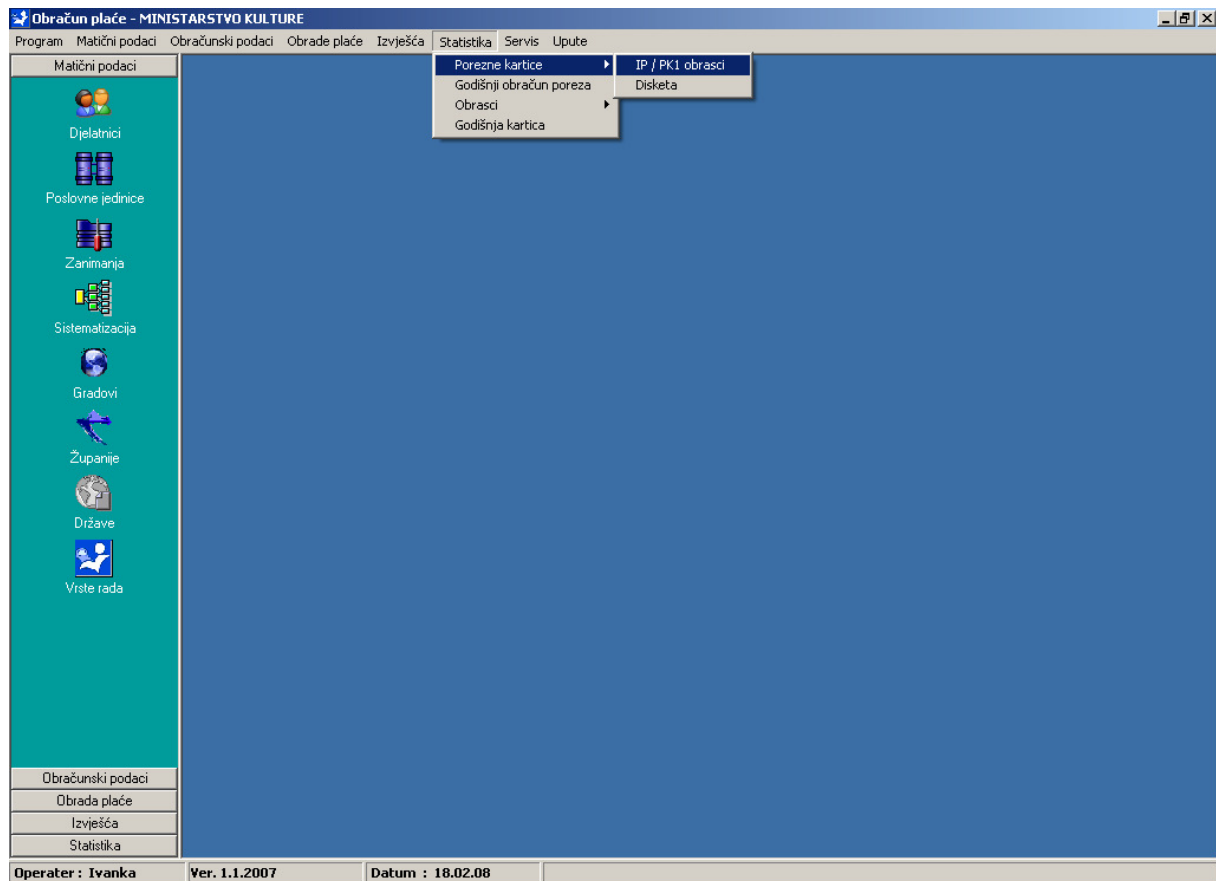 Obračun plaće - MINISTARSTVO KULTURE
Program Matični podaci Obračunski podaci Obrade plaće Izvješća Statistika Servis Upute
Matični podaci
Porezne kartice
Godišnji obračun poreza
Obrasci
Godišnja kartica
IP / PK1 obrasci
Disketa
Djelatnici
Poslovne jedinice
Zanimanja
Sistematizacija
Gradovi
Županije
Države
Vrste rada
Obračunski podaci
Obrada plaće
Izvješća
Statistika
Operater : Ivanka Ver. 1.1.2007 Datum : 18.02.08